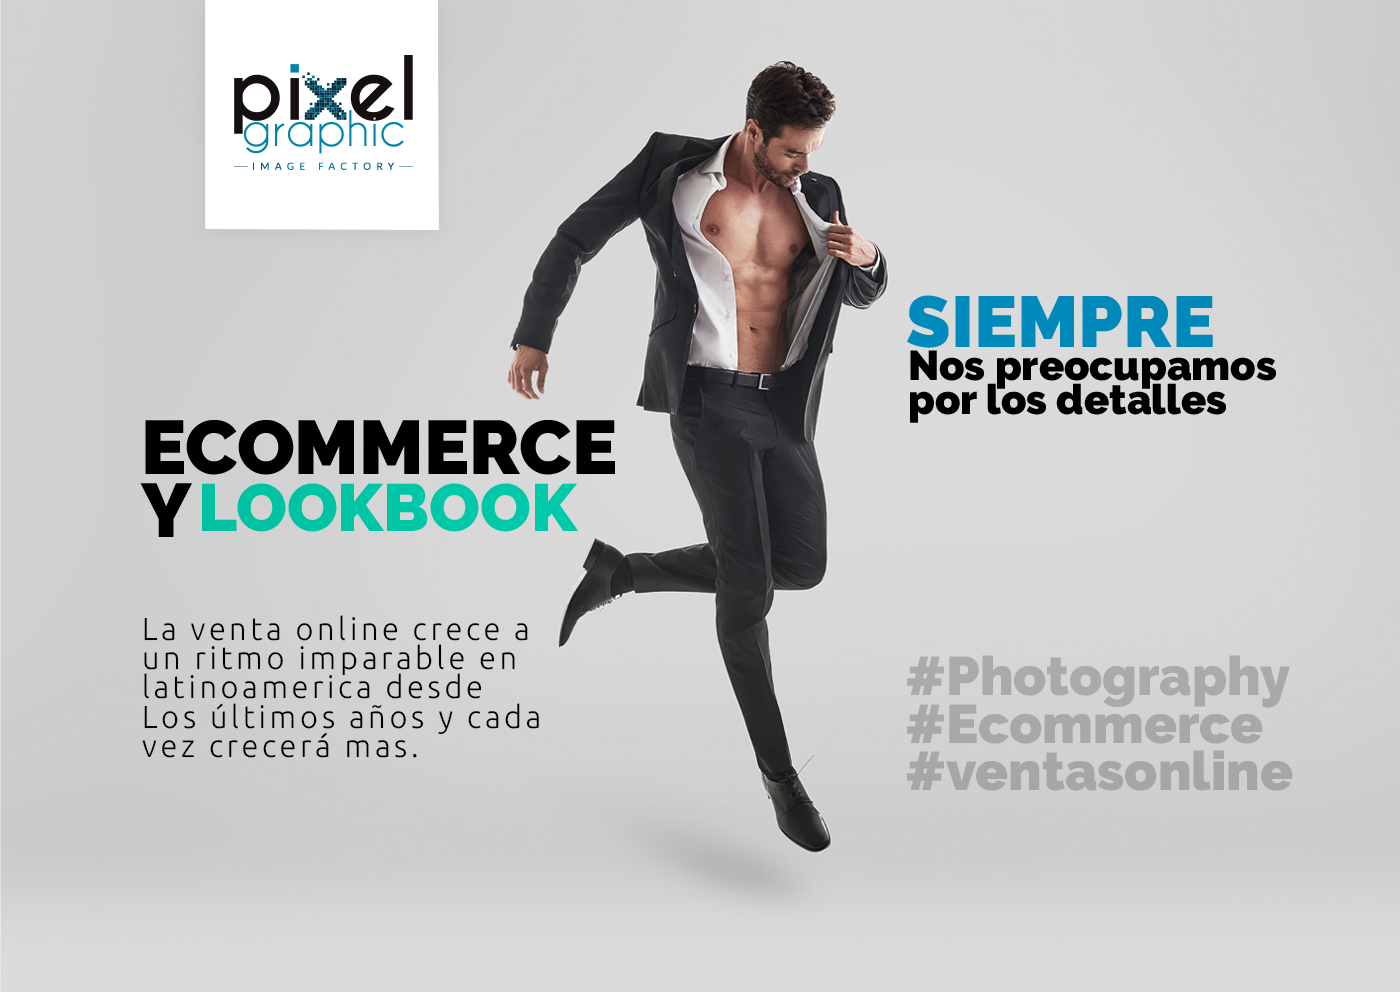 pixel
graphic
IMAGE FACTORY
ECOMMERCE
Y LOOKBOOK
La venta online crece a
un ritmo imparable en
latinoamerica desde
Los últimos años y cada
vez crecerá mas.
SIEMPRE
Nos preocupamos
por los detalles
#Photography
#Ecommerce
#ventasonline